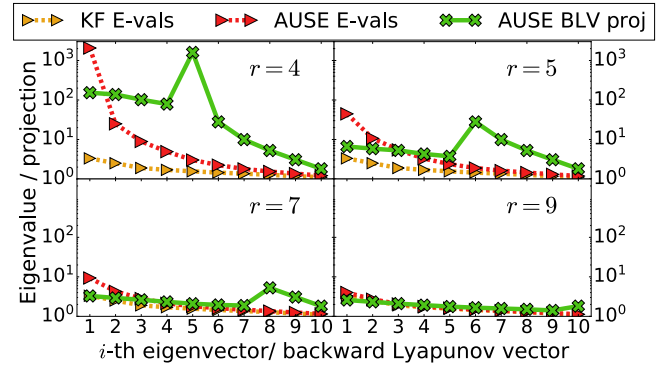 KF E-vals AUSE E-vals AUSE BLV proj
Eigenvalue / projection
10³
10²
10¹
10⁰
r = 4
r = 5
10³
10²
10¹
10⁰
10¹
10⁰
r = 7
r = 9
10¹
10⁰
1 2 3 4 5 6 7 8 9 10 1 2 3 4 5 6 7 8 9 10
i-th eigenvector/ backward Lyapunov vector